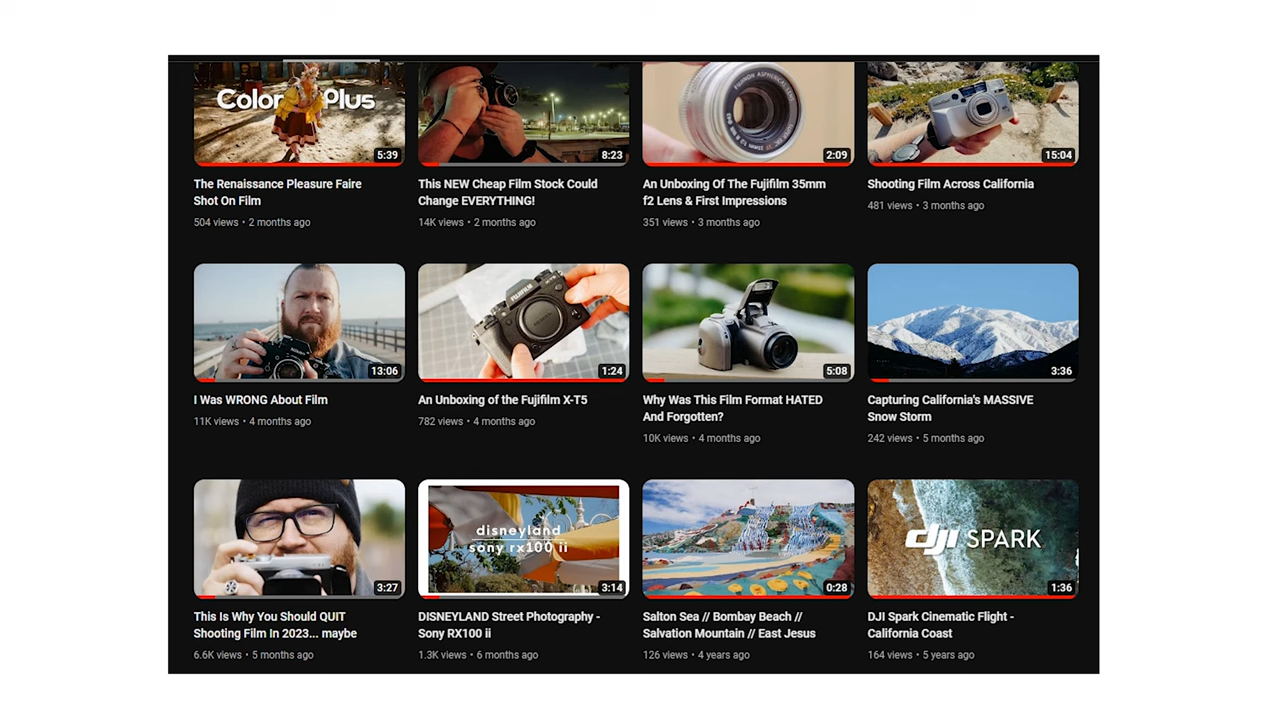 Color Plus
5:39
8:23
FUJINON ASPHERICAL LENS
2:09
15:04
The Renaissance Pleasure Faire
Shot On Film
504 views • 2 months ago
This NEW Cheap Film Stock Could
Change EVERYTHING!
14K views • 2 months ago
An Unboxing Of The Fujifilm 35mm
f2 Lens & First Impressions
351 views • 3 months ago
Shooting Film Across California
481 views • 3 months ago
13:06
FUJIFILM
1:24
5:08
3:36
I Was WRONG About Film
11K views • 4 months ago
An Unboxing of the Fujifilm X-T5
782 views • 4 months ago
Why Was This Film Format HATED
And Forgotten?
10K views • 4 months ago
Capturing California's MASSIVE
Snow Storm
242 views • 5 months ago
3:27
disneyland
sony rx100 ii
3:14
0:28
dji SPARK
1:36
This Is Why You Should QUIT
Shooting Film In 2023... maybe
6.6K views • 5 months ago
DISNEYLAND Street Photography -
Sony RX100 ii
1.3K views • 6 months ago
Salton Sea // Bombay Beach //
Salvation Mountain // East Jesus
126 views • 4 years ago
DJI Spark Cinematic Flight -
California Coast
164 views • 5 years ago